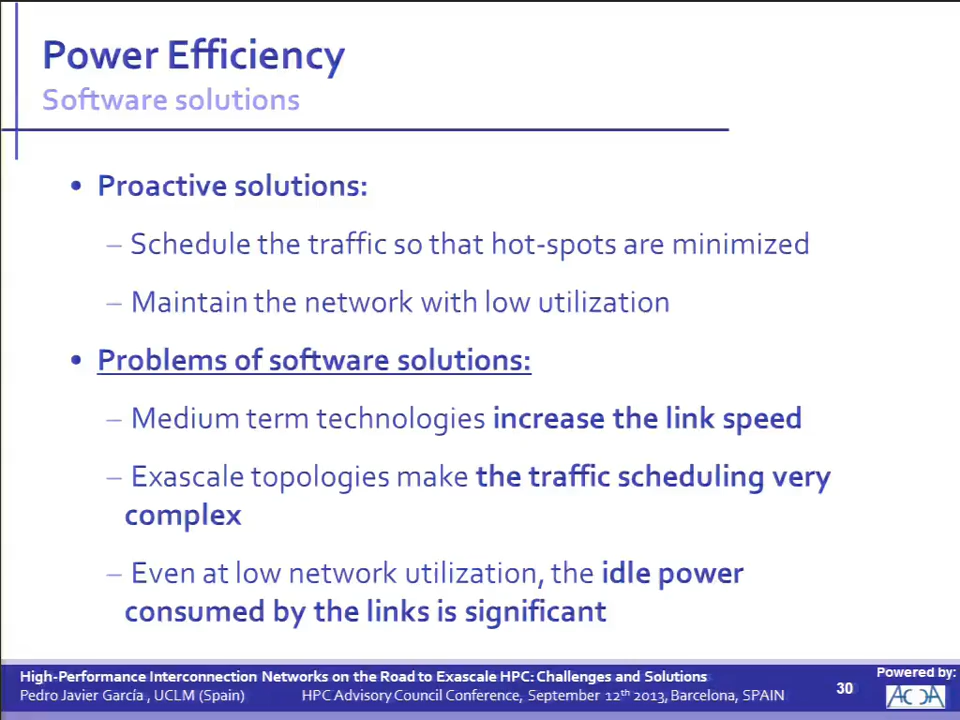 Power Efficiency
Software solutions
• Proactive solutions:
– Schedule the traffic so that hot-spots are minimized
– Maintain the network with low utilization
• Problems of software solutions:
– Medium term technologies increase the link speed
– Exascale topologies make the traffic scheduling very
complex
– Even at low network utilization, the idle power
consumed by the links is significant
High-Performance Interconnection Networks on the Road to Exascale HPC: Challenges and Solutions
Pedro Javier García, UCLM (Spain) HPC Advisory Council Conference, September 12th 2013, Barcelona, SPAIN
30
Powered by: